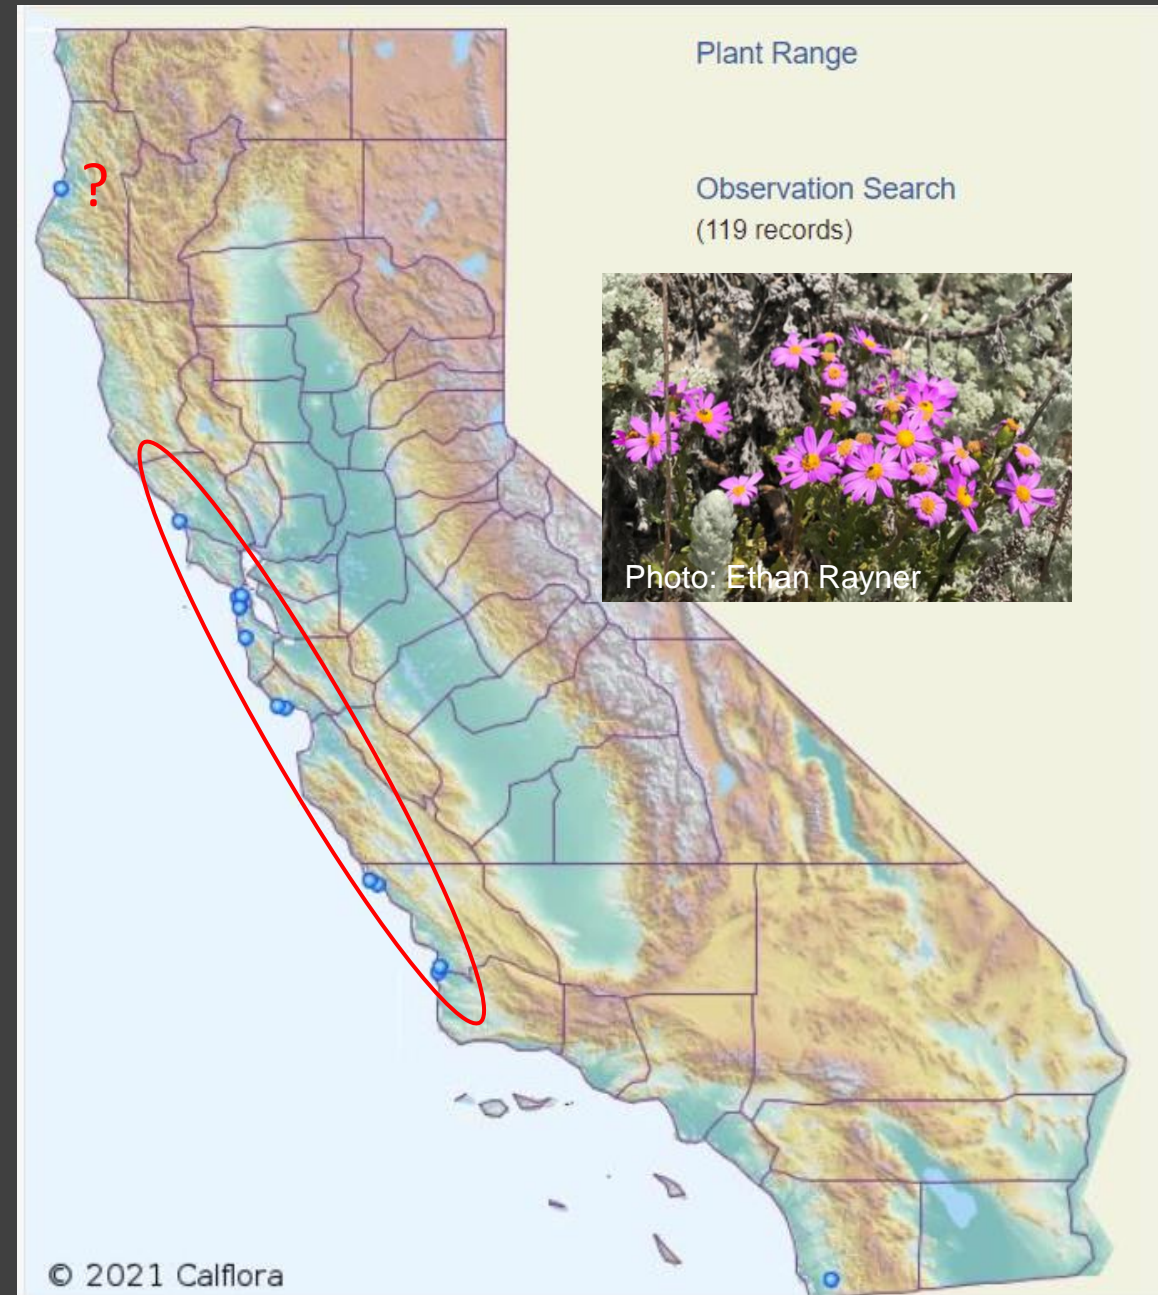 Plant Range
?
Observation Search
(119 records)
Photo: Ethan Rayner
© 2021 Calflora